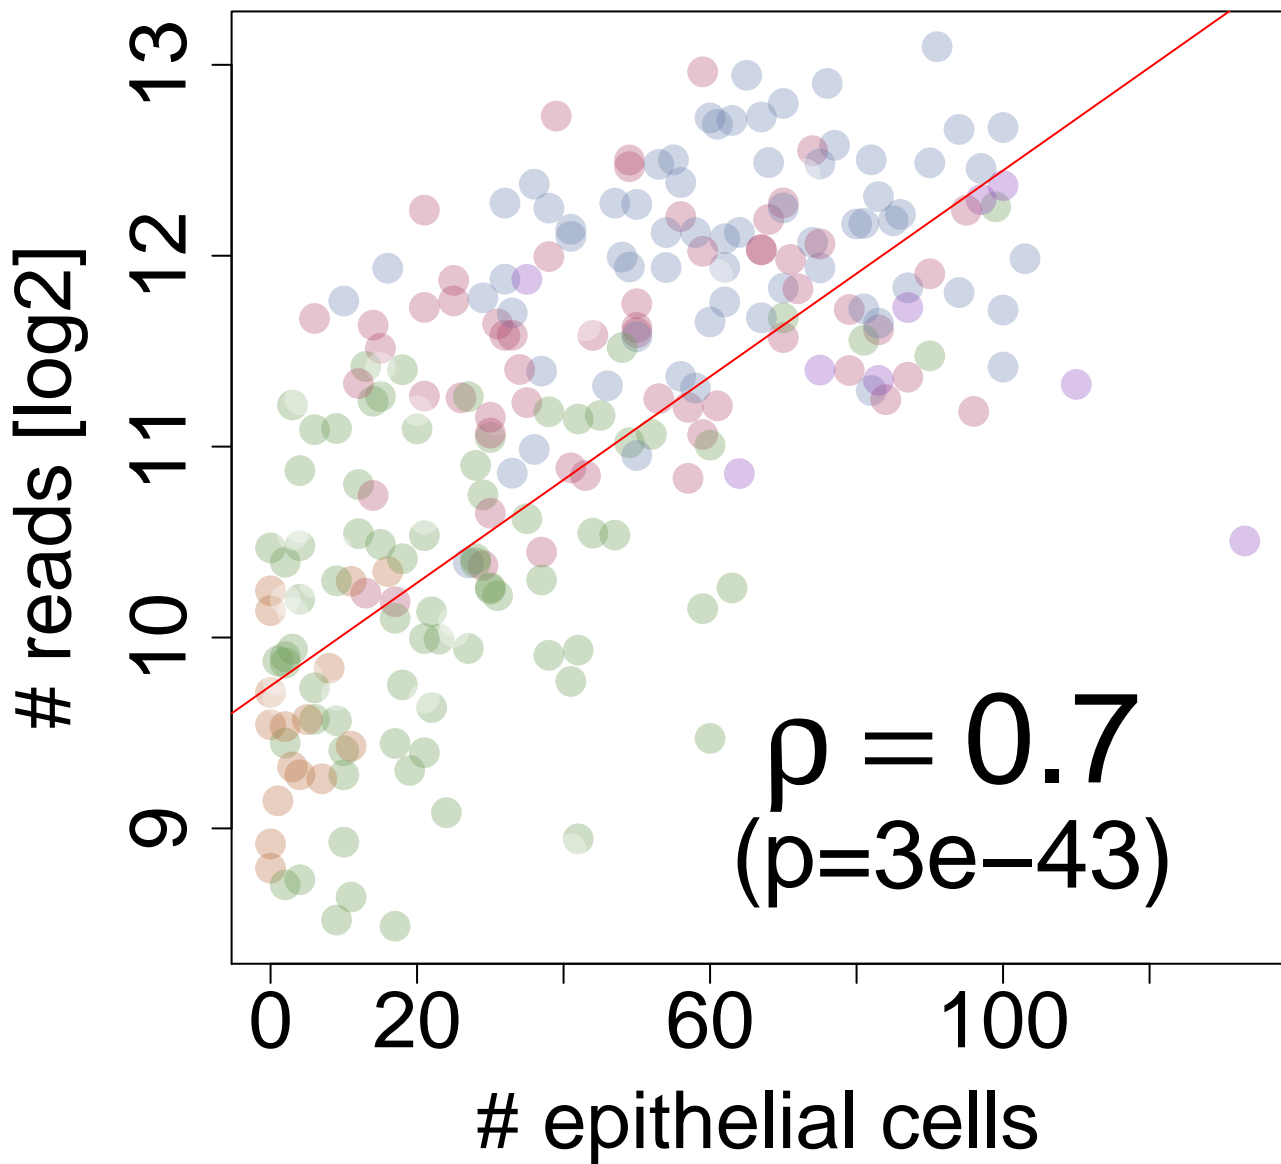 13
12
11
10
9
# reads [log2]
ρ = 0.7
(p=3e−43)
0 20 60 100
# epithelial cells